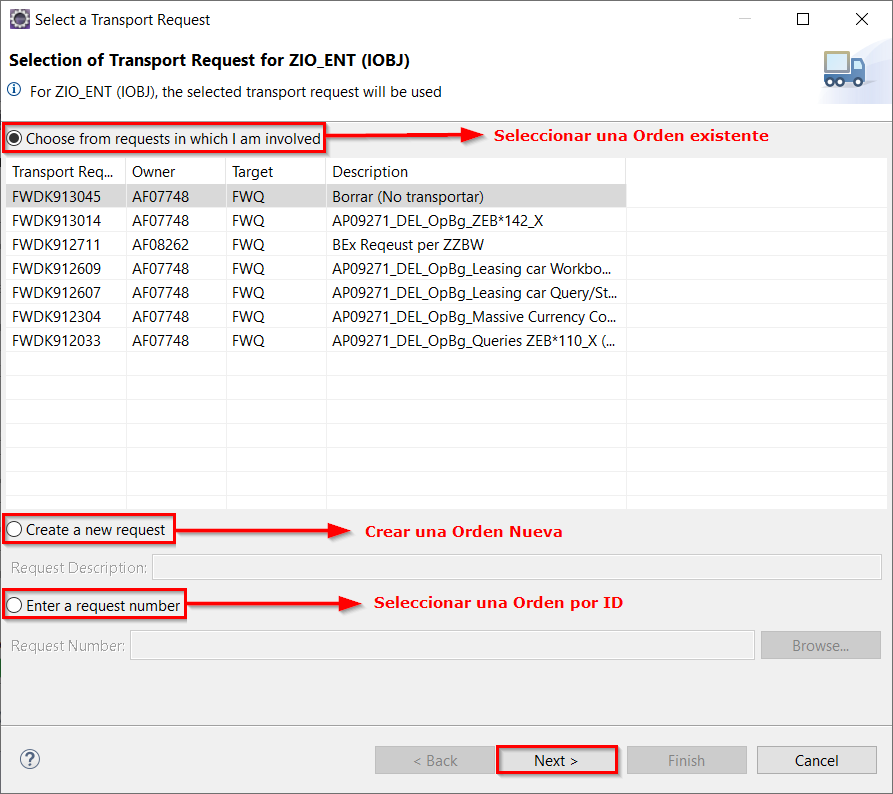 Select a Transport Request
Selection of Transport Request for ZIO_ENT (IOBJ)
For ZIO_ENT (IOBJ), the selected transport request will be used
Choose from requests in which I am involved
Seleccionar una Orden existente
Transport Req... Owner Target Description
FWDK913045 AF07748 FWQ Borrar (No transportar)
FWDK913014 AF07748 FWQ AP09271_DEL_OpBg_ZEB*142_X
FWDK912711 AF08262 FWQ BEx Reqeust per ZZBW
FWDK912609 AF07748 FWQ AP09271_DEL_OpBg_Leasing car Workbo...
FWDK912607 AF07748 FWQ AP09271_DEL_OpBg_Leasing car Query/St...
FWDK912304 AF07748 FWQ AP09271_DEL_OpBg_Massive Currency Co...
FWDK912033 AF07748 FWQ AP09271_DEL_OpBg_Queries ZEB*110_X (...
Create a new request
Crear una Orden Nueva
Request Description:
Enter a request number
Seleccionar una Orden por ID
Request Number:
Browse...
< Back Next > Finish Cancel